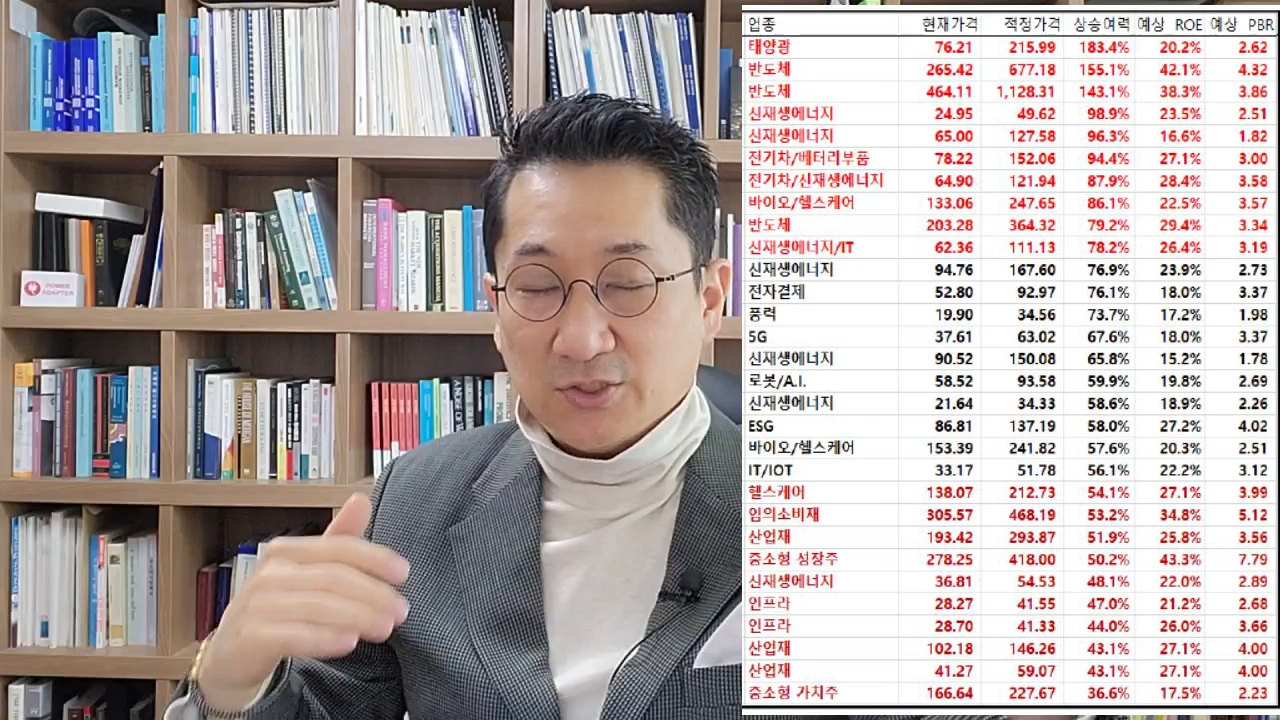 업종 현재가격 적정가격 상승여력 예상 ROE 예상 PBR
태양광 76.21 215.99 183.4% 20.2% 2.62
반도체 265.42 677.18 155.1% 42.1% 4.32
반도체 464.11 1,128.31 143.1% 38.3% 3.86
신재생에너지 24.95 49.62 98.9% 23.5% 2.51
신재생에너지 65.00 127.58 96.3% 16.6% 1.82
전기차/베터리부품 78.22 152.06 94.4% 27.1% 3.00
전기차/신재생에너지 64.90 121.94 87.9% 28.4% 3.58
바이오/헬스케어 133.06 247.65 86.1% 22.5% 3.57
반도체 203.28 364.32 79.2% 29.4% 3.34
신재생에너지/IT 62.36 111.13 78.2% 26.4% 3.19
신재생에너지 94.76 167.60 76.9% 23.9% 2.73
전자결제 52.80 92.97 76.1% 18.0% 3.37
풍력 19.90 34.56 73.7% 17.2% 1.98
5G 37.61 63.02 67.6% 18.0% 3.37
신재생에너지 90.52 150.08 65.8% 15.2% 1.78
로봇/A.I. 58.52 93.58 59.9% 19.8% 2.69
신재생에너지 21.64 34.33 58.6% 18.9% 2.26
ESG 86.81 137.19 58.0% 27.2% 4.02
바이오/헬스케어 153.39 241.82 57.6% 20.3% 2.51
IT/IOT 33.17 51.78 56.1% 22.2% 3.12
헬스케어 138.07 212.73 54.1% 27.1% 3.99
임의소비재 305.57 468.19 53.2% 34.8% 5.12
산업재 193.42 293.87 51.9% 25.8% 3.56
중소형 성장주 278.25 418.00 50.2% 43.3% 7.79
신재생에너지 36.81 54.53 48.1% 22.0% 2.89
인프라 28.27 41.55 47.0% 21.2% 2.68
인프라 28.70 41.33 44.0% 26.0% 3.66
산업재 102.18 146.26 43.1% 27.1% 4.00
산업재 41.27 59.07 43.1% 27.1% 4.00
중소형 가치주 166.64 227.67 36.6% 17.5% 2.23
POWER
ADAPTER